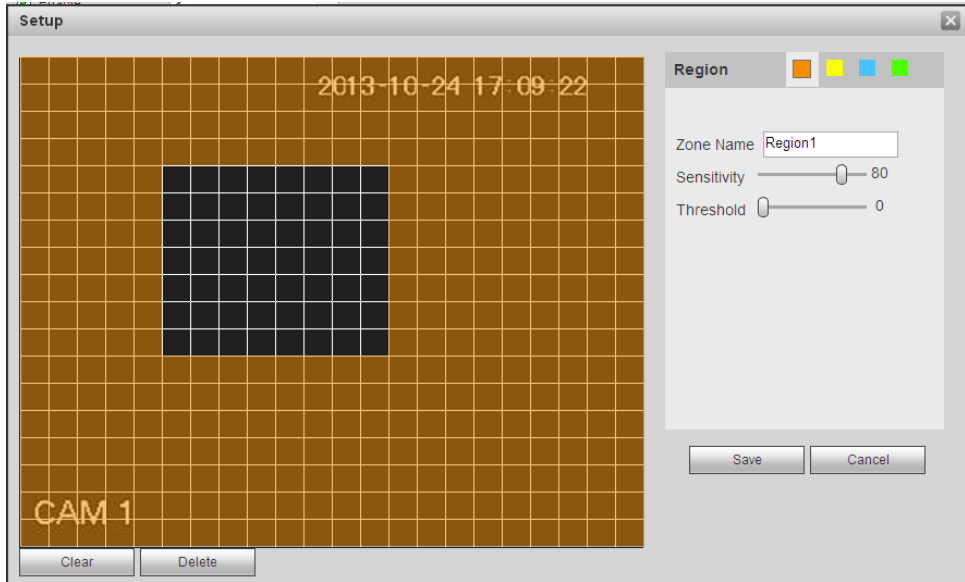 Setup
2013-10-24 17:09:22
Region
Zone Name Region1
Sensitivity 80
Threshold 0
Save Cancel
CAM 1
Clear Delete